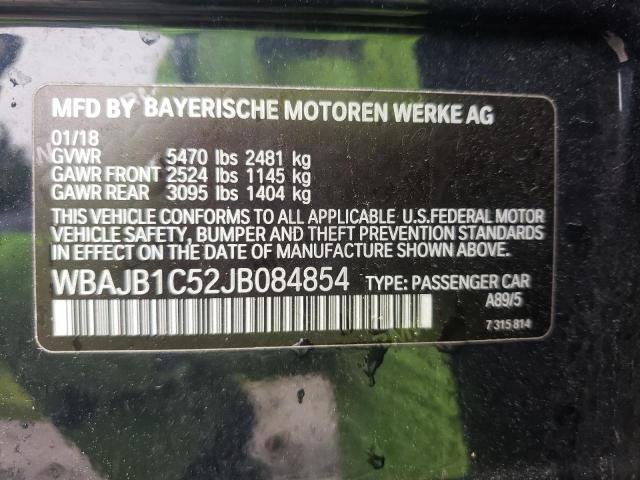 MFD BY BAYERISCHE MOTOREN WERKE AG
01/18
GVWR 5470 lbs 2481 kg
GAWR FRONT 2524 lbs 1145 kg
GAWR REAR 3095 lbs 1404 kg
THIS VEHICLE CONFORMS TO ALL APPLICABLE U.S.FEDERAL MOTOR
VEHICLE SAFETY, BUMPER AND THEFT PREVENTION STANDARDS
IN EFFECT ON THE DATE OF MANUFACTURE SHOWN ABOVE.
WBAJB1C52JB084854 TYPE: PASSENGER CAR
A89/5
7 315 814